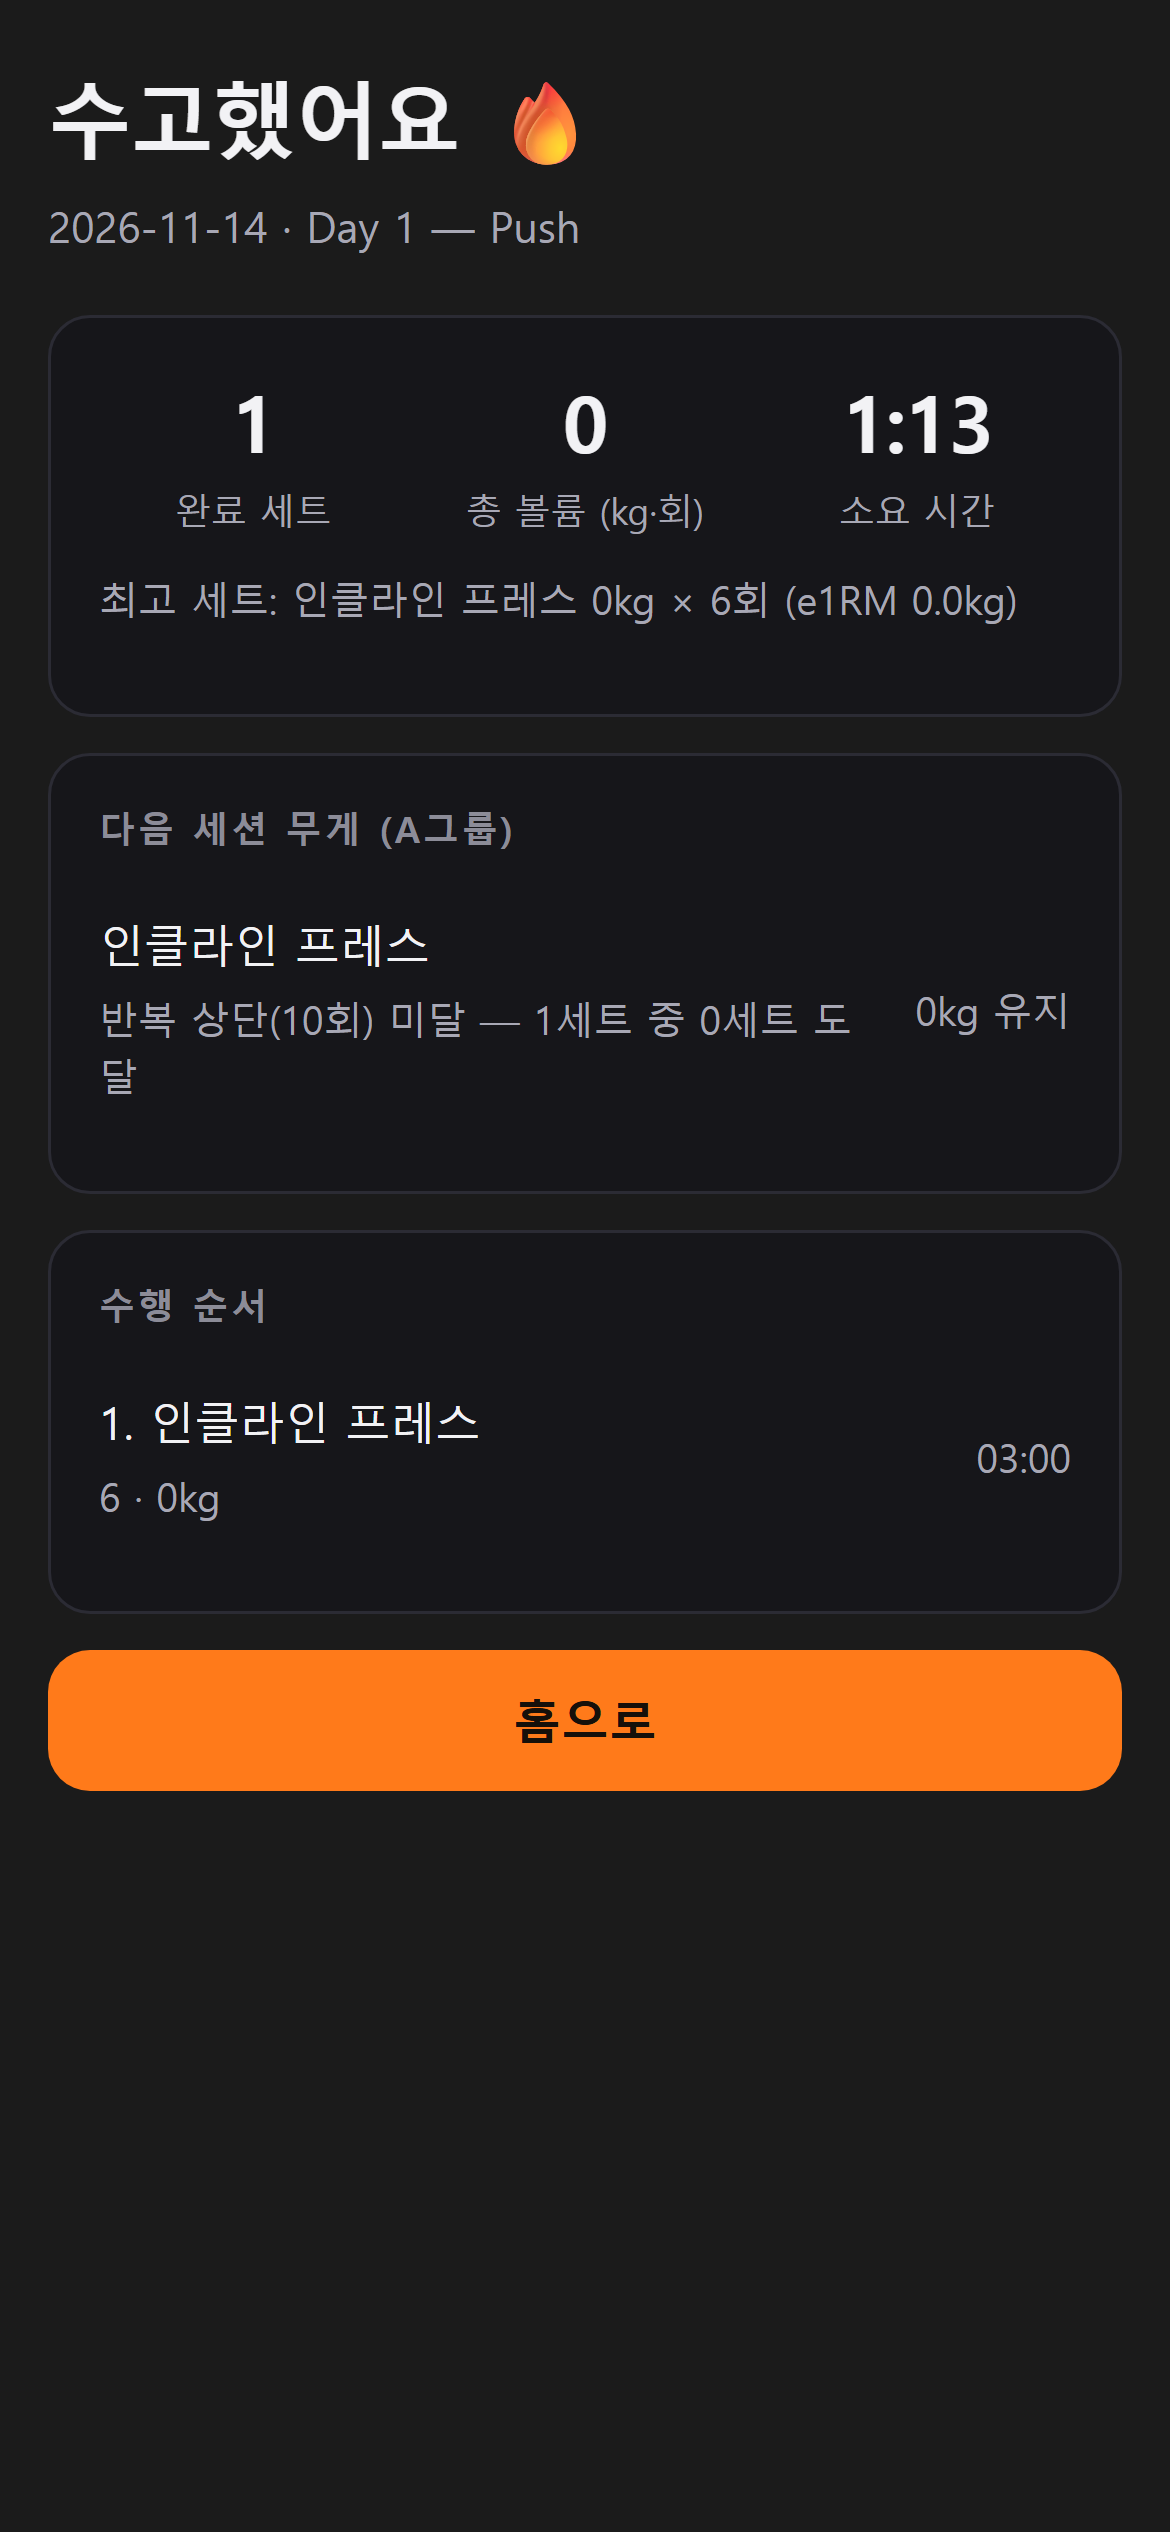 수고했어요 🔥
2026-11-14 · Day 1 — Push
1
0
1:13
완료 세트
총 볼륨 (kg·회)
소요 시간
최고 세트: 인클라인 프레스 0kg × 6회 (e1RM 0.0kg)
다음 세션 무게 (A그룹)
인클라인 프레스
반복 상단(10회) 미달 — 1세트 중 0세트 도
달
0kg 유지
수행 순서
1. 인클라인 프레스
6 · 0kg
03:00
홈으로